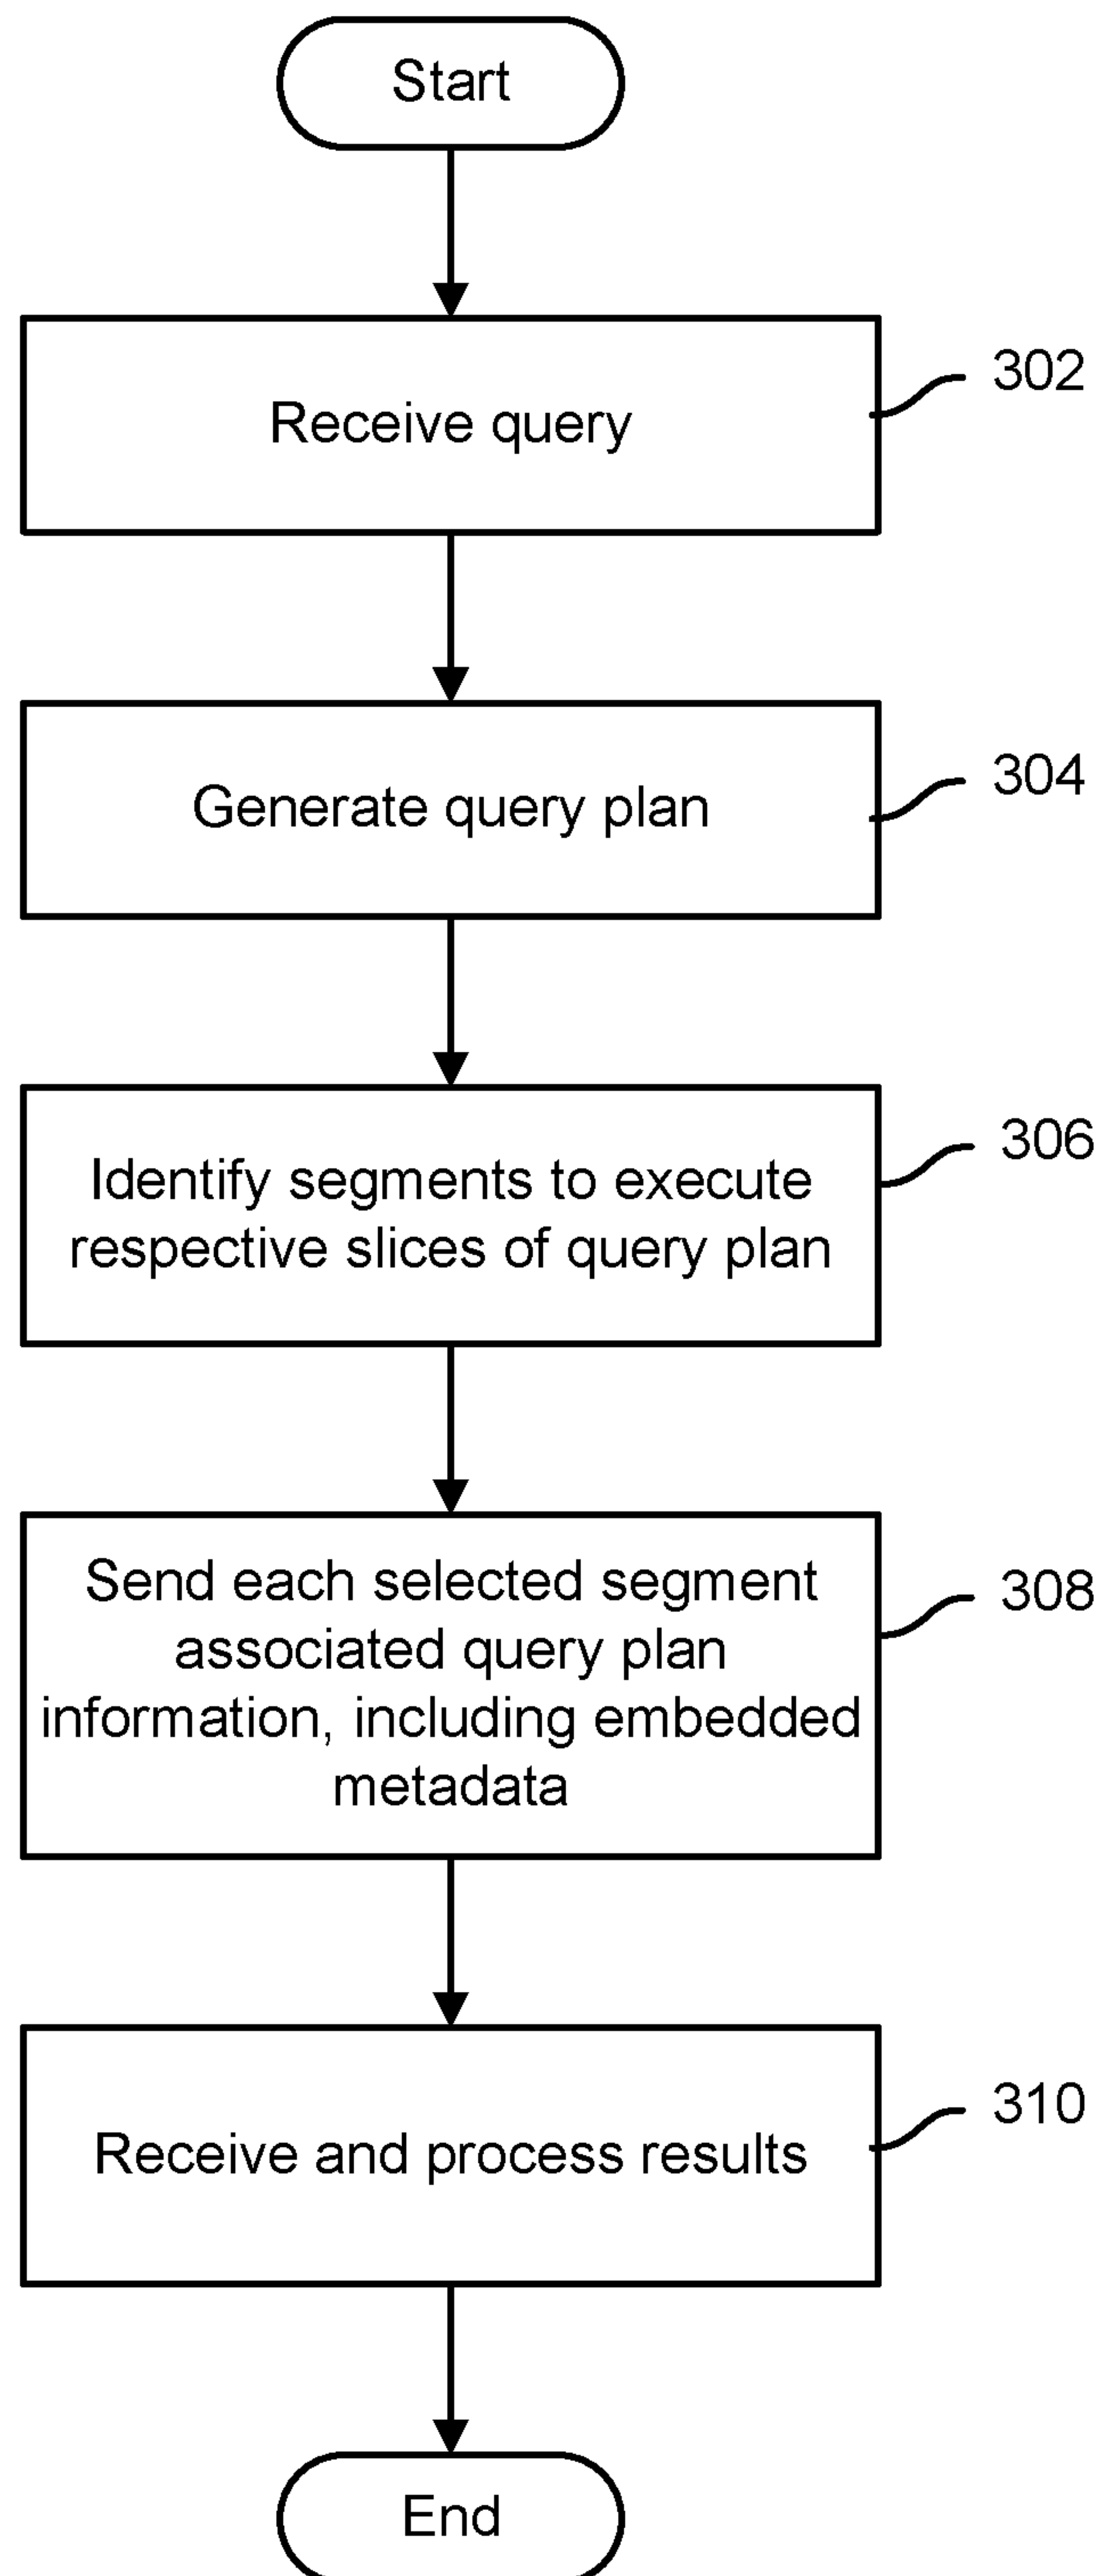 Start
Receive query
302
Generate query plan
304
Identify segments to execute
respective slices of query plan
306
Send each selected segment
associated query plan
information, including embedded
metadata
308
Receive and process results
310
End